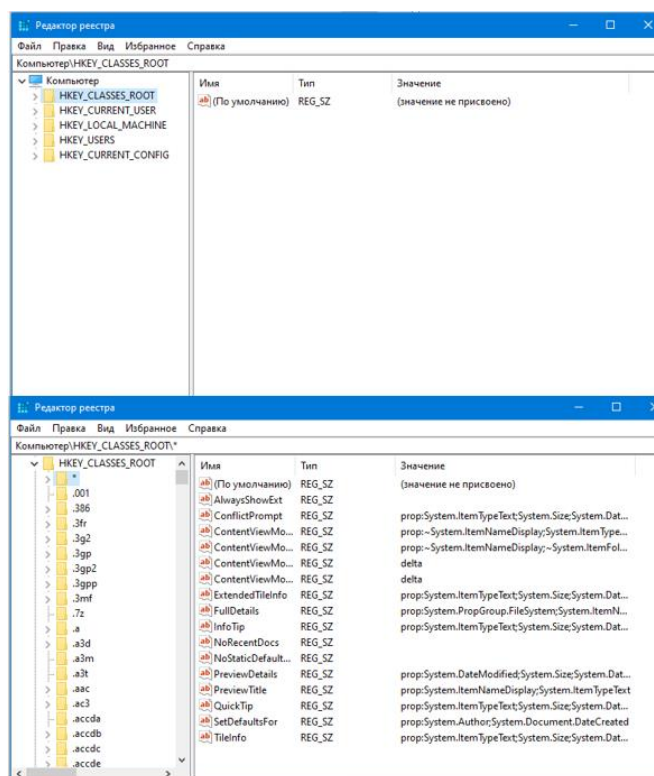 Редактор реестра
Файл Правка Вид Избранное Справка
Компьютер\HKEY_CLASSES_ROOT
Компьютер
HKEY_CLASSES_ROOT
HKEY_CURRENT_USER
HKEY_LOCAL_MACHINE
HKEY_USERS
HKEY_CURRENT_CONFIG
Имя Тип Значение
(По умолчанию) REG_SZ (значение не присвоено)
Редактор реестра
Файл Правка Вид Избранное Справка
Компьютер\HKEY_CLASSES_ROOT\*
HKEY_CLASSES_ROOT
*
.001
.386
.3fr
.3g2
.3gp
.3gp2
.3gpp
.3mf
.7z
.a
.a3d
.a3m
.a3t
.aac
.ac3
.accda
.accdb
.accdc
.accde
Имя Тип Значение
(По умолчанию) REG_SZ (значение не присвоено)
AlwaysShowExt REG_SZ
ConflictPrompt REG_SZ prop:System.ItemTypeText;System.Size;System.Dat...
ContentViewMo... REG_SZ prop:~System.ItemNameDisplay;System.ItemType...
ContentViewMo... REG_SZ prop:~System.ItemNameDisplay;~System.ItemFol...
ContentViewMo... REG_SZ delta
ContentViewMo... REG_SZ delta
ExtendedTileInfo REG_SZ prop:System.ItemTypeText;System.Size;System.Dat...
FullDetails REG_SZ prop:System.PropGroup.FileSystem;System.ItemN...
InfoTip REG_SZ prop:System.ItemTypeText;System.Size;System.Dat...
NoRecentDocs REG_SZ
NoStaticDefault... REG_SZ
PreviewDetails REG_SZ prop:System.DateModified;System.Size;System.Dat...
PreviewTitle REG_SZ prop:System.ItemNameDisplay;System.ItemTypeText
QuickTip REG_SZ prop:System.ItemTypeText;System.Size;System.Dat...
SetDefaultsFor REG_SZ prop:System.Author;System.Document.DateCreated
TileInfo REG_SZ prop:System.ItemTypeText;System.Size;System.Dat...